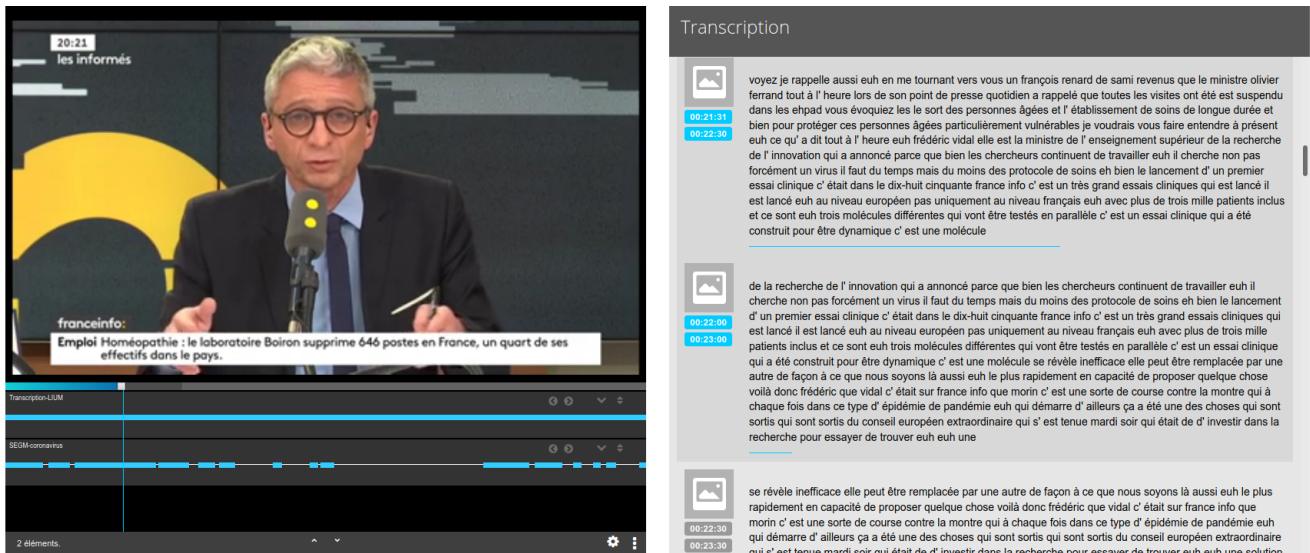 20:21
les informés
franceinfo:
Emploi Homéopathie : le laboratoire Boiron supprime 646 postes en France, un quart de ses
effectifs dans le pays.
Transcription-LIUM
SEGM-coronavirus
2 éléments.
Transcription
00:21:31
00:22:30
voyez je rappelle aussi euh en me tournant vers vous un françois renard de sami revenus que le ministre olivier
ferrand tout à l' heure lors de son point de presse quotidien a rappelé que toutes les visites ont été est suspendu
dans les ehpad vous évoquiez les le sort des personnes âgées et l' établissement de soins de longue durée et
bien pour protéger ces personnes âgées particulièrement vulnérables je voudrais vous faire entendre à présent
euh ce qu' a dit tout à l' heure euh frédéric vidal elle est la ministre de l' enseignement supérieur de la recherche
de l' innovation qui a annoncé parce que bien les chercheurs continuent de travailler euh il cherche non pas
forcément un virus il faut du temps mais du moins des protocole de soins eh bien le lancement d' un premier
essai clinique c' était dans le dix-huit cinquante france info c' est un très grand essais cliniques qui est lancé il
est lancé euh au niveau européen pas uniquement au niveau français euh avec plus de trois mille patients inclus
et ce sont euh trois molécules différentes qui vont être testés en parallèle c' est un essai clinique qui a été
construit pour être dynamique c' est une molécule
00:22:00
00:23:00
de la recherche de l' innovation qui a annoncé parce que bien les chercheurs continuent de travailler euh il
cherche non pas forcément un virus il faut du temps mais du moins des protocole de soins eh bien le lancement
d' un premier essai clinique c' était dans le dix-huit cinquante france info c' est un très grand essais cliniques qui
est lancé il est lancé euh au niveau européen pas uniquement au niveau français euh avec plus de trois mille
patients inclus et ce sont euh trois molécules différentes qui vont être testés en parallèle c' est un essai clinique
qui a été construit pour être dynamique c' est une molécule se révèle inefficace elle peut être remplacée par une
autre de façon à ce que nous soyons là aussi euh le plus rapidement en capacité de proposer quelque chose
voilà donc frédéric que vidal c' était sur france info que morin c' est une sorte de course contre la montre qui à
chaque fois dans ce type d' épidémie de pandémie euh qui démarre d' ailleurs ça a été une des choses qui sont
sortis qui sont sortis du conseil européen extraordinaire qui s' est tenue mardi soir qui était de d' investir dans la
recherche pour essayer de trouver euh euh une
00:22:30
00:23:30
se révèle inefficace elle peut être remplacée par une autre de façon à ce que nous soyons là aussi euh le plus
rapidement en capacité de proposer quelque chose voilà donc frédéric que vidal c' était sur france info que
morin c' est une sorte de course contre la montre qui à chaque fois dans ce type d' épidémie de pandémie euh
qui démarre d' ailleurs ça a été une des choses qui sont sortis qui sont sortis du conseil européen extraordinaire
qui s' est tenue mardi soir qui était de d' investir dans la recherche pour essayer de trouver euh euh une solution